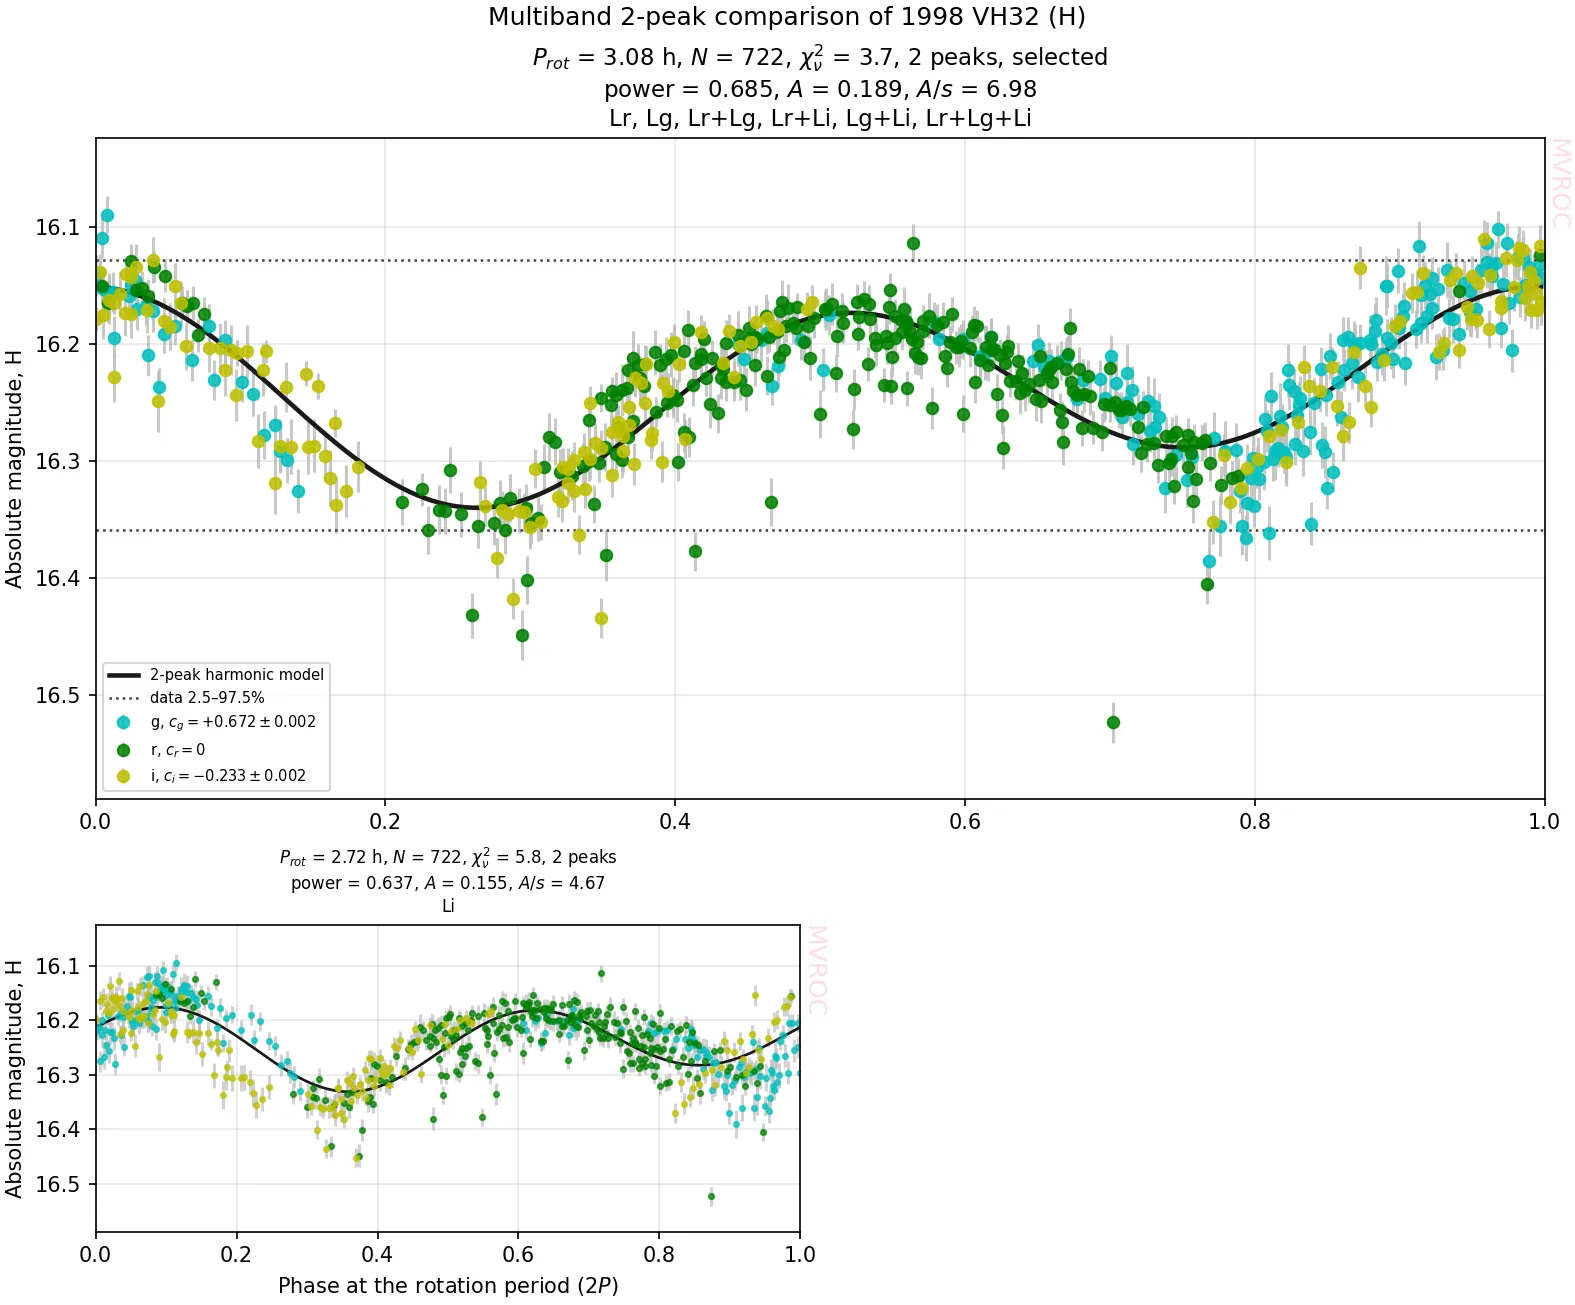 Multiband 2-peak comparison of 1998 VH32 (H)
P_rot = 3.08 h, N = 722, χ²_ν = 3.7, 2 peaks, selected
power = 0.685, A = 0.189, A/s = 6.98
Lr, Lg, Lr+Lg, Lr+Li, Lg+Li, Lr+Lg+Li
MVROC
Absolute magnitude, H
16.1
16.2
16.3
16.4
16.5
2-peak harmonic model
data 2.5–97.5%
g, c_g = +0.672 ± 0.002
r, c_r = 0
i, c_i = −0.233 ± 0.002
0.0 0.2 0.4 0.6 0.8 1.0
P_rot = 2.72 h, N = 722, χ²_ν = 5.8, 2 peaks
power = 0.637, A = 0.155, A/s = 4.67
Li
MVROC
Absolute magnitude, H
16.1
16.2
16.3
16.4
16.5
0.0 0.2 0.4 0.6 0.8 1.0
Phase at the rotation period (2P)